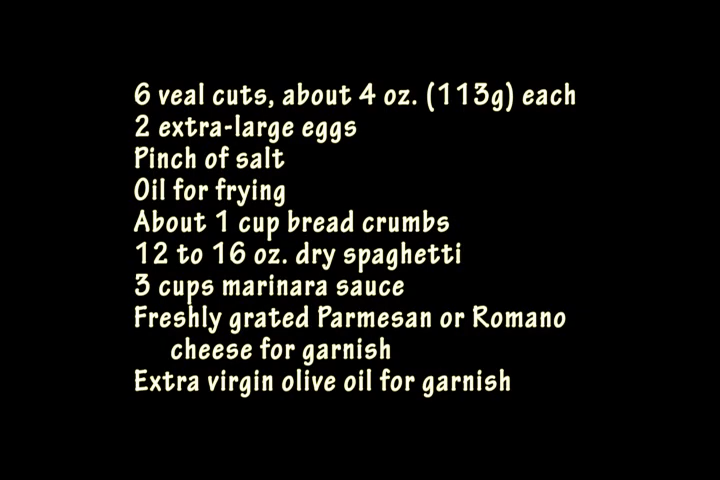 6 veal cuts, about 4 oz. (113g) each
2 extra-large eggs
Pinch of salt
Oil for frying
About 1 cup bread crumbs
12 to 16 oz. dry spaghetti
3 cups marinara sauce
Freshly grated Parmesan or Romano
cheese for garnish
Extra virgin olive oil for garnish